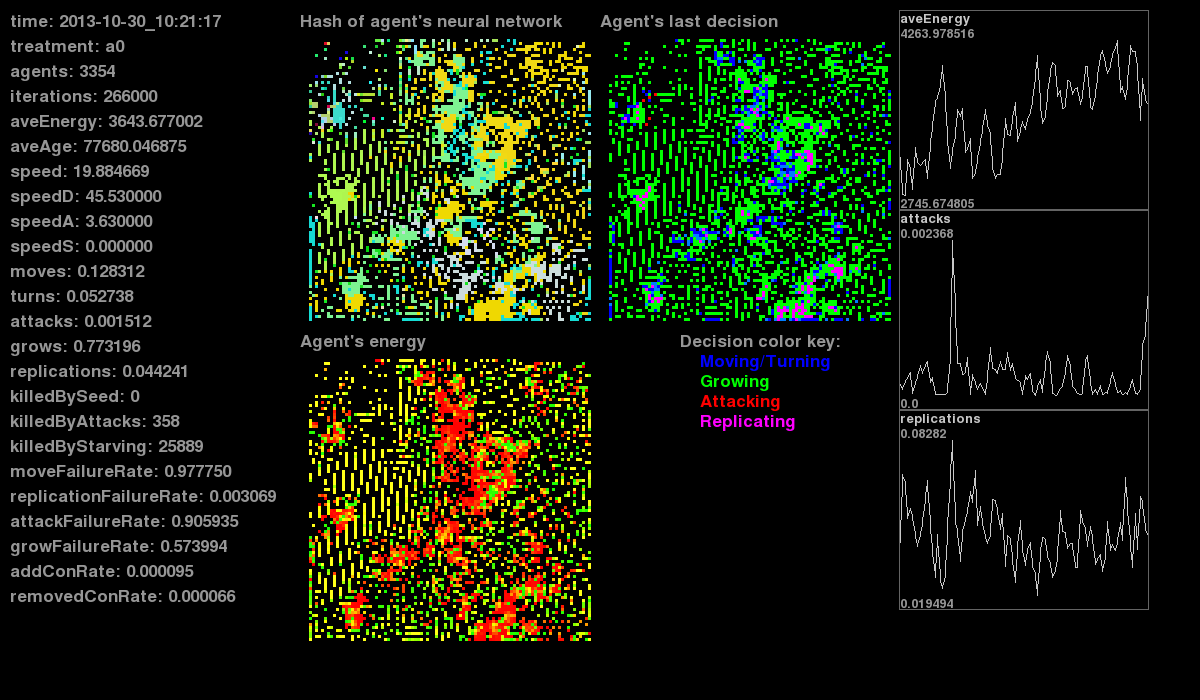 time: 2013-10-30_10:21:17
treatment: a0
agents: 3354
iterations: 266000
aveEnergy: 3643.677002
aveAge: 77680.046875
speed: 19.884669
speedD: 45.530000
speedA: 3.630000
speedS: 0.000000
moves: 0.128312
turns: 0.052738
attacks: 0.001512
grows: 0.773196
replications: 0.044241
killedBySeed: 0
killedByAttacks: 358
killedByStarving: 25889
moveFailureRate: 0.977750
replicationFailureRate: 0.003069
attackFailureRate: 0.905935
growFailureRate: 0.573994
addConRate: 0.000095
removedConRate: 0.000066
Hash of agent's neural network
Agent's last decision
Agent's energy
Decision color key:
Moving/Turning
Growing
Attacking
Replicating
aveEnergy
4263.978516
2745.674805
attacks
0.002368
0.0
replications
0.08282
0.019494